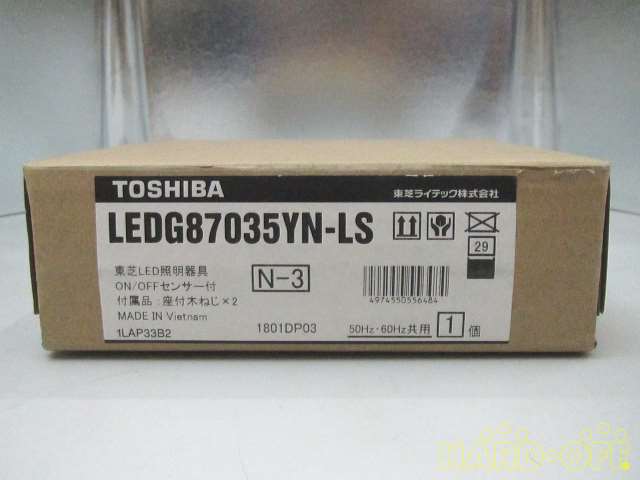 TOSHIBA
東芝ライテック株式会社
LEDG87035YN-LS
29
東芝LED照明器具
ON/OFFセンサー付
付属品:座付木ねじ×2
MADE IN Vietnam
1LAP33B2
N-3
1801DP03
4974550556484
50Hz・60Hz共用
1個
HARD-OFF